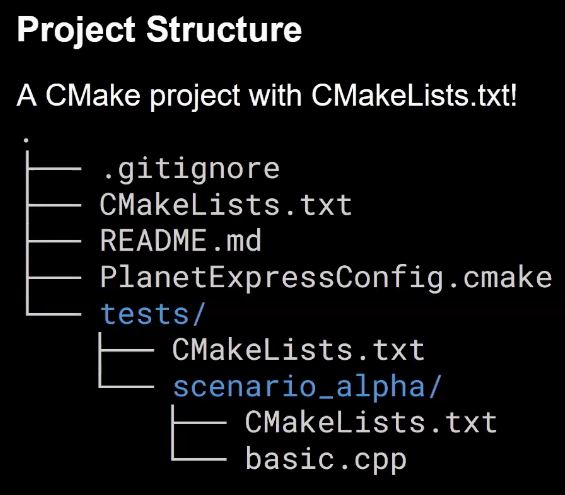 Project Structure
A CMake project with CMakeLists.txt!
.
├── .gitignore
├── CMakeLists.txt
├── README.md
├── PlanetExpressConfig.cmake
└── tests/
    ├── CMakeLists.txt
    └── scenario_alpha/
        ├── CMakeLists.txt
        └── basic.cpp